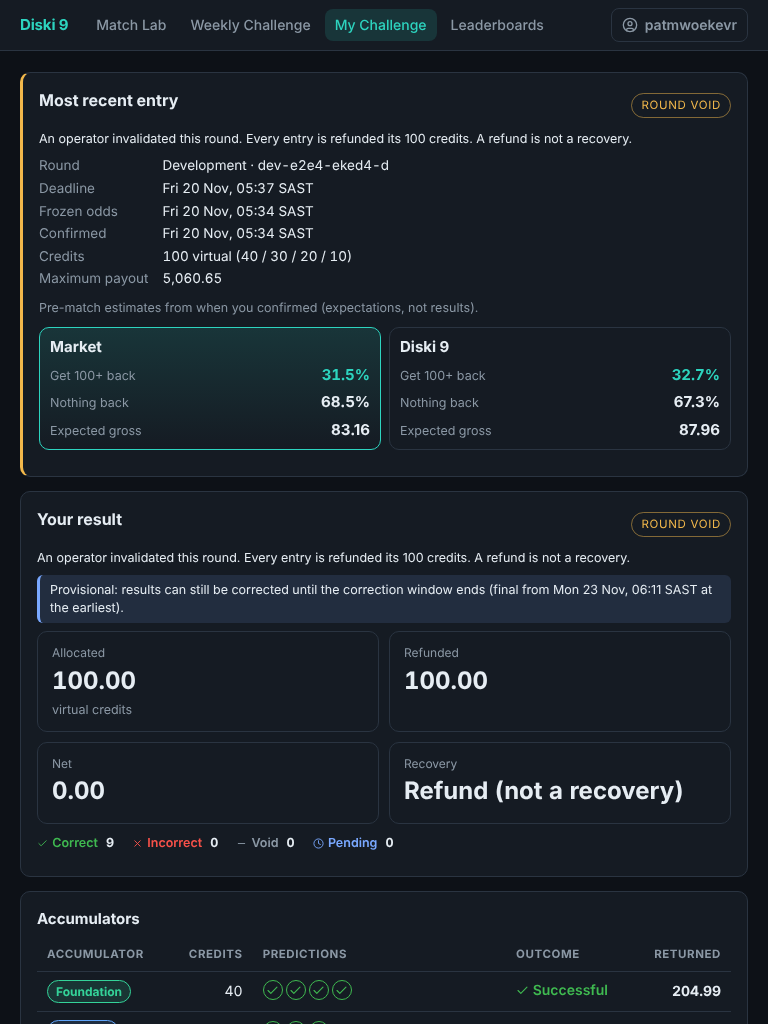 Diski 9 Match Lab Weekly Challenge My Challenge Leaderboards patmwoekevr
Most recent entry
ROUND VOID
An operator invalidated this round. Every entry is refunded its 100 credits. A refund is not a recovery.
Round Development · dev-e2e4-eked4-d
Deadline Fri 20 Nov, 05:37 SAST
Frozen odds Fri 20 Nov, 05:34 SAST
Confirmed Fri 20 Nov, 05:34 SAST
Credits 100 virtual (40 / 30 / 20 / 10)
Maximum payout 5,060.65
Pre-match estimates from when you confirmed (expectations, not results).
Market
Get 100+ back 31.5%
Nothing back 68.5%
Expected gross 83.16
Diski 9
Get 100+ back 32.7%
Nothing back 67.3%
Expected gross 87.96
Your result
ROUND VOID
An operator invalidated this round. Every entry is refunded its 100 credits. A refund is not a recovery.
Provisional: results can still be corrected until the correction window ends (final from Mon 23 Nov, 06:11 SAST at
the earliest).
Allocated
100.00
virtual credits
Refunded
100.00
Net
0.00
Recovery
Refund (not a recovery)
Correct 9 Incorrect 0 Void 0 Pending 0
Accumulators
ACCUMULATOR CREDITS PREDICTIONS OUTCOME RETURNED
Foundation 40 Successful 204.99